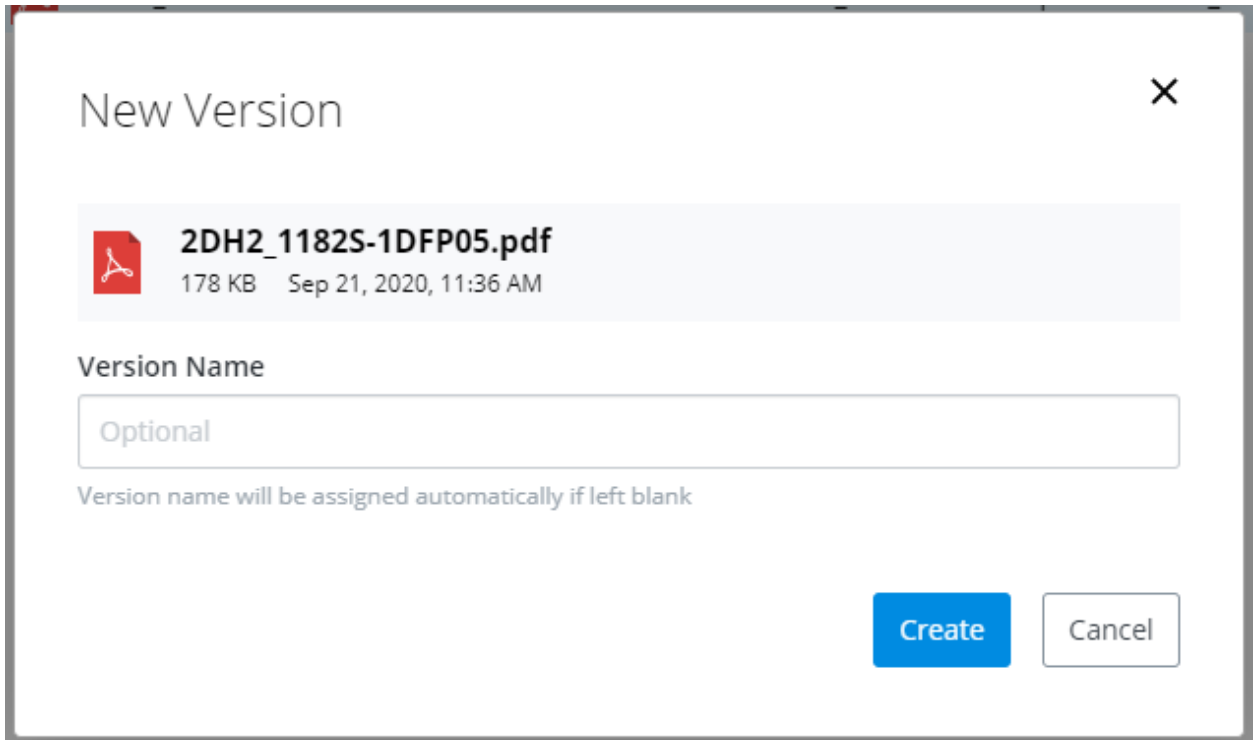 New Version
2DH2_1182S-1DFP05.pdf
178 KB Sep 21, 2020, 11:36 AM
Version Name
Optional
Version name will be assigned automatically if left blank
Create Cancel